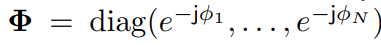 𝚽 = diag(e^{-jϕ_1}, . . . , e^{-jϕ_N})